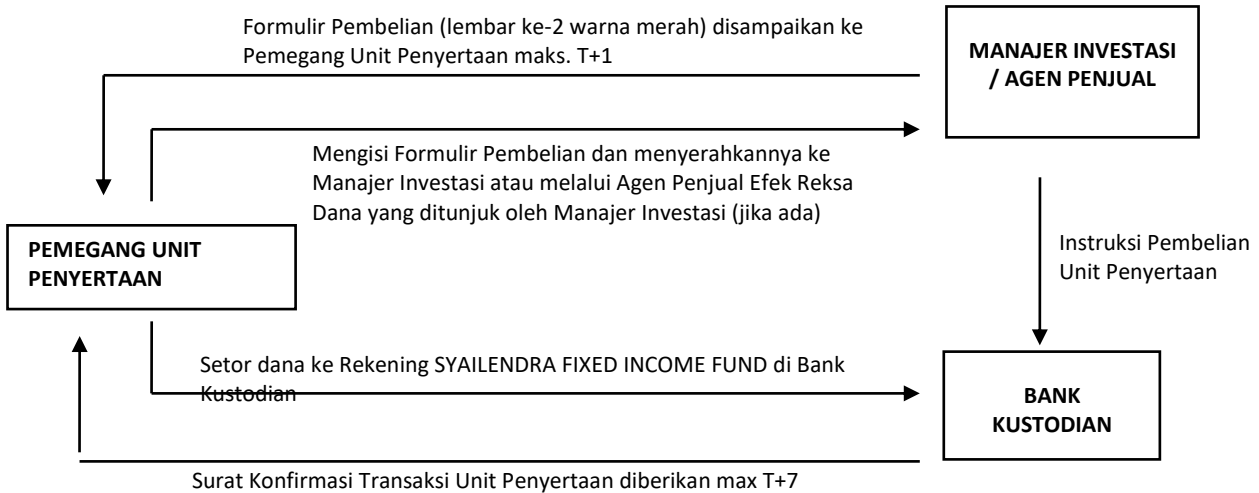 Formulir Pembelian (lembar ke-2 warna merah) disampaikan ke
Pemegang Unit Penyertaan maks. T+1
MANAJER INVESTASI
/ AGEN PENJUAL
Mengisi Formulir Pembelian dan menyerahkannya ke
Manajer Investasi atau melalui Agen Penjual Efek Reksa
Dana yang ditunjuk oleh Manajer Investasi (jika ada)
PEMEGANG UNIT
PENYERTAAN
Instruksi Pembelian
Unit Penyertaan
Setor dana ke Rekening SYAILENDRA FIXED INCOME FUND di Bank
Kustodian
BANK
KUSTODIAN
Surat Konfirmasi Transaksi Unit Penyertaan diberikan max T+7